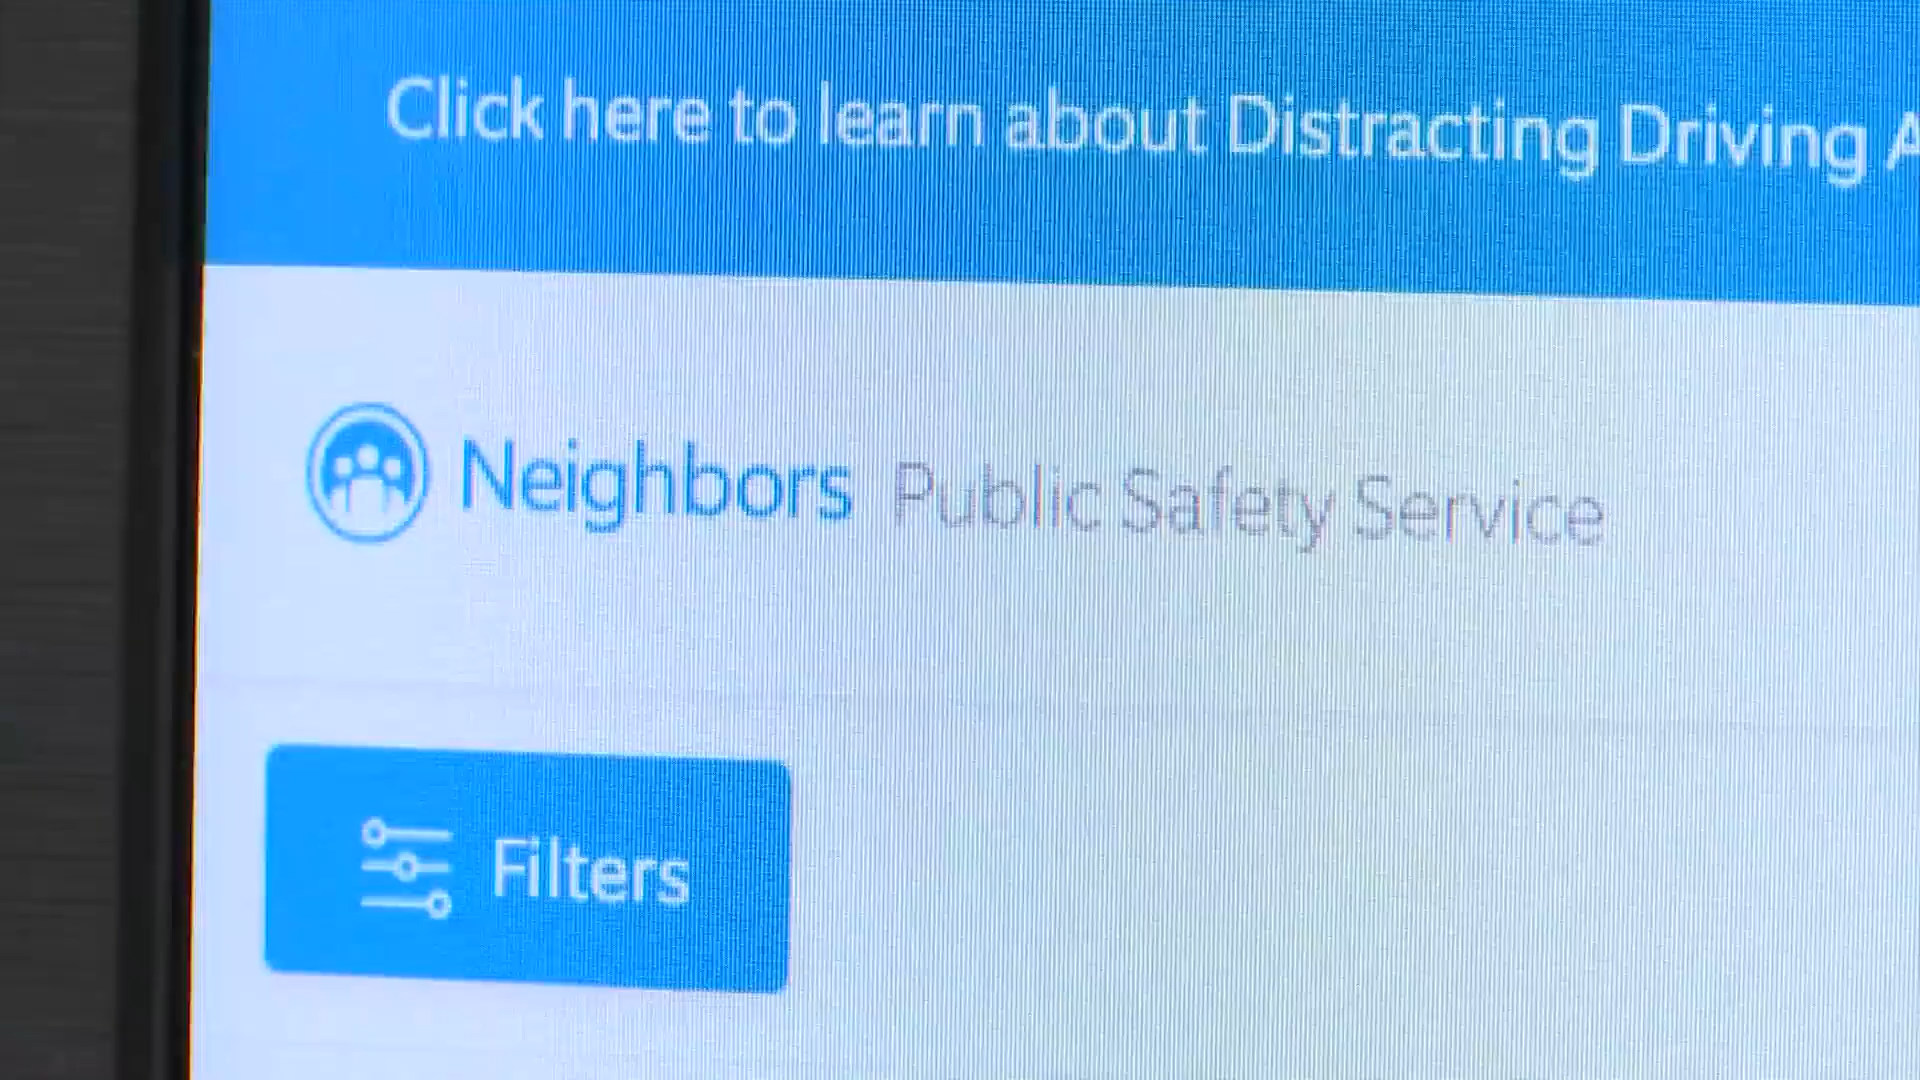 Click here to learn about Distracting Driving
Neighbors Public Safety Service
Filters